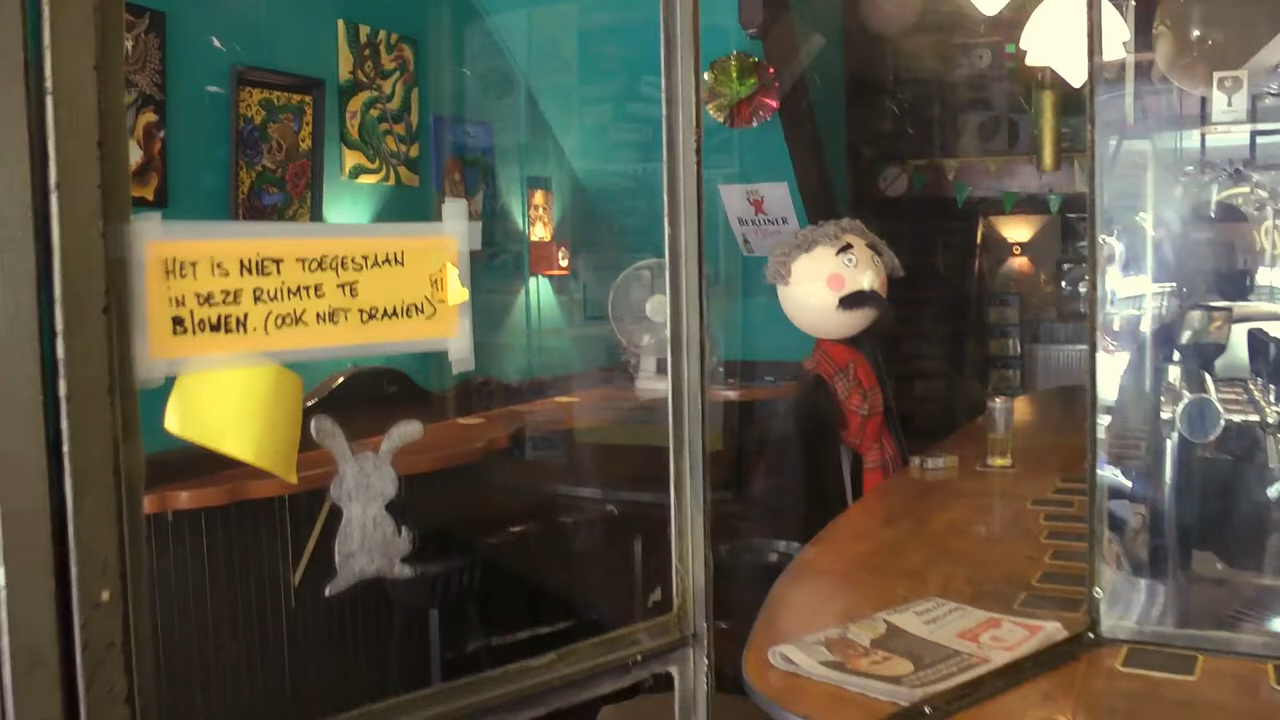 HET IS NIET TOEGESTAAN
IN DEZE RUIMTE TE
BLOWEN. (OOK NIET DRAAIEN)
BERLINER